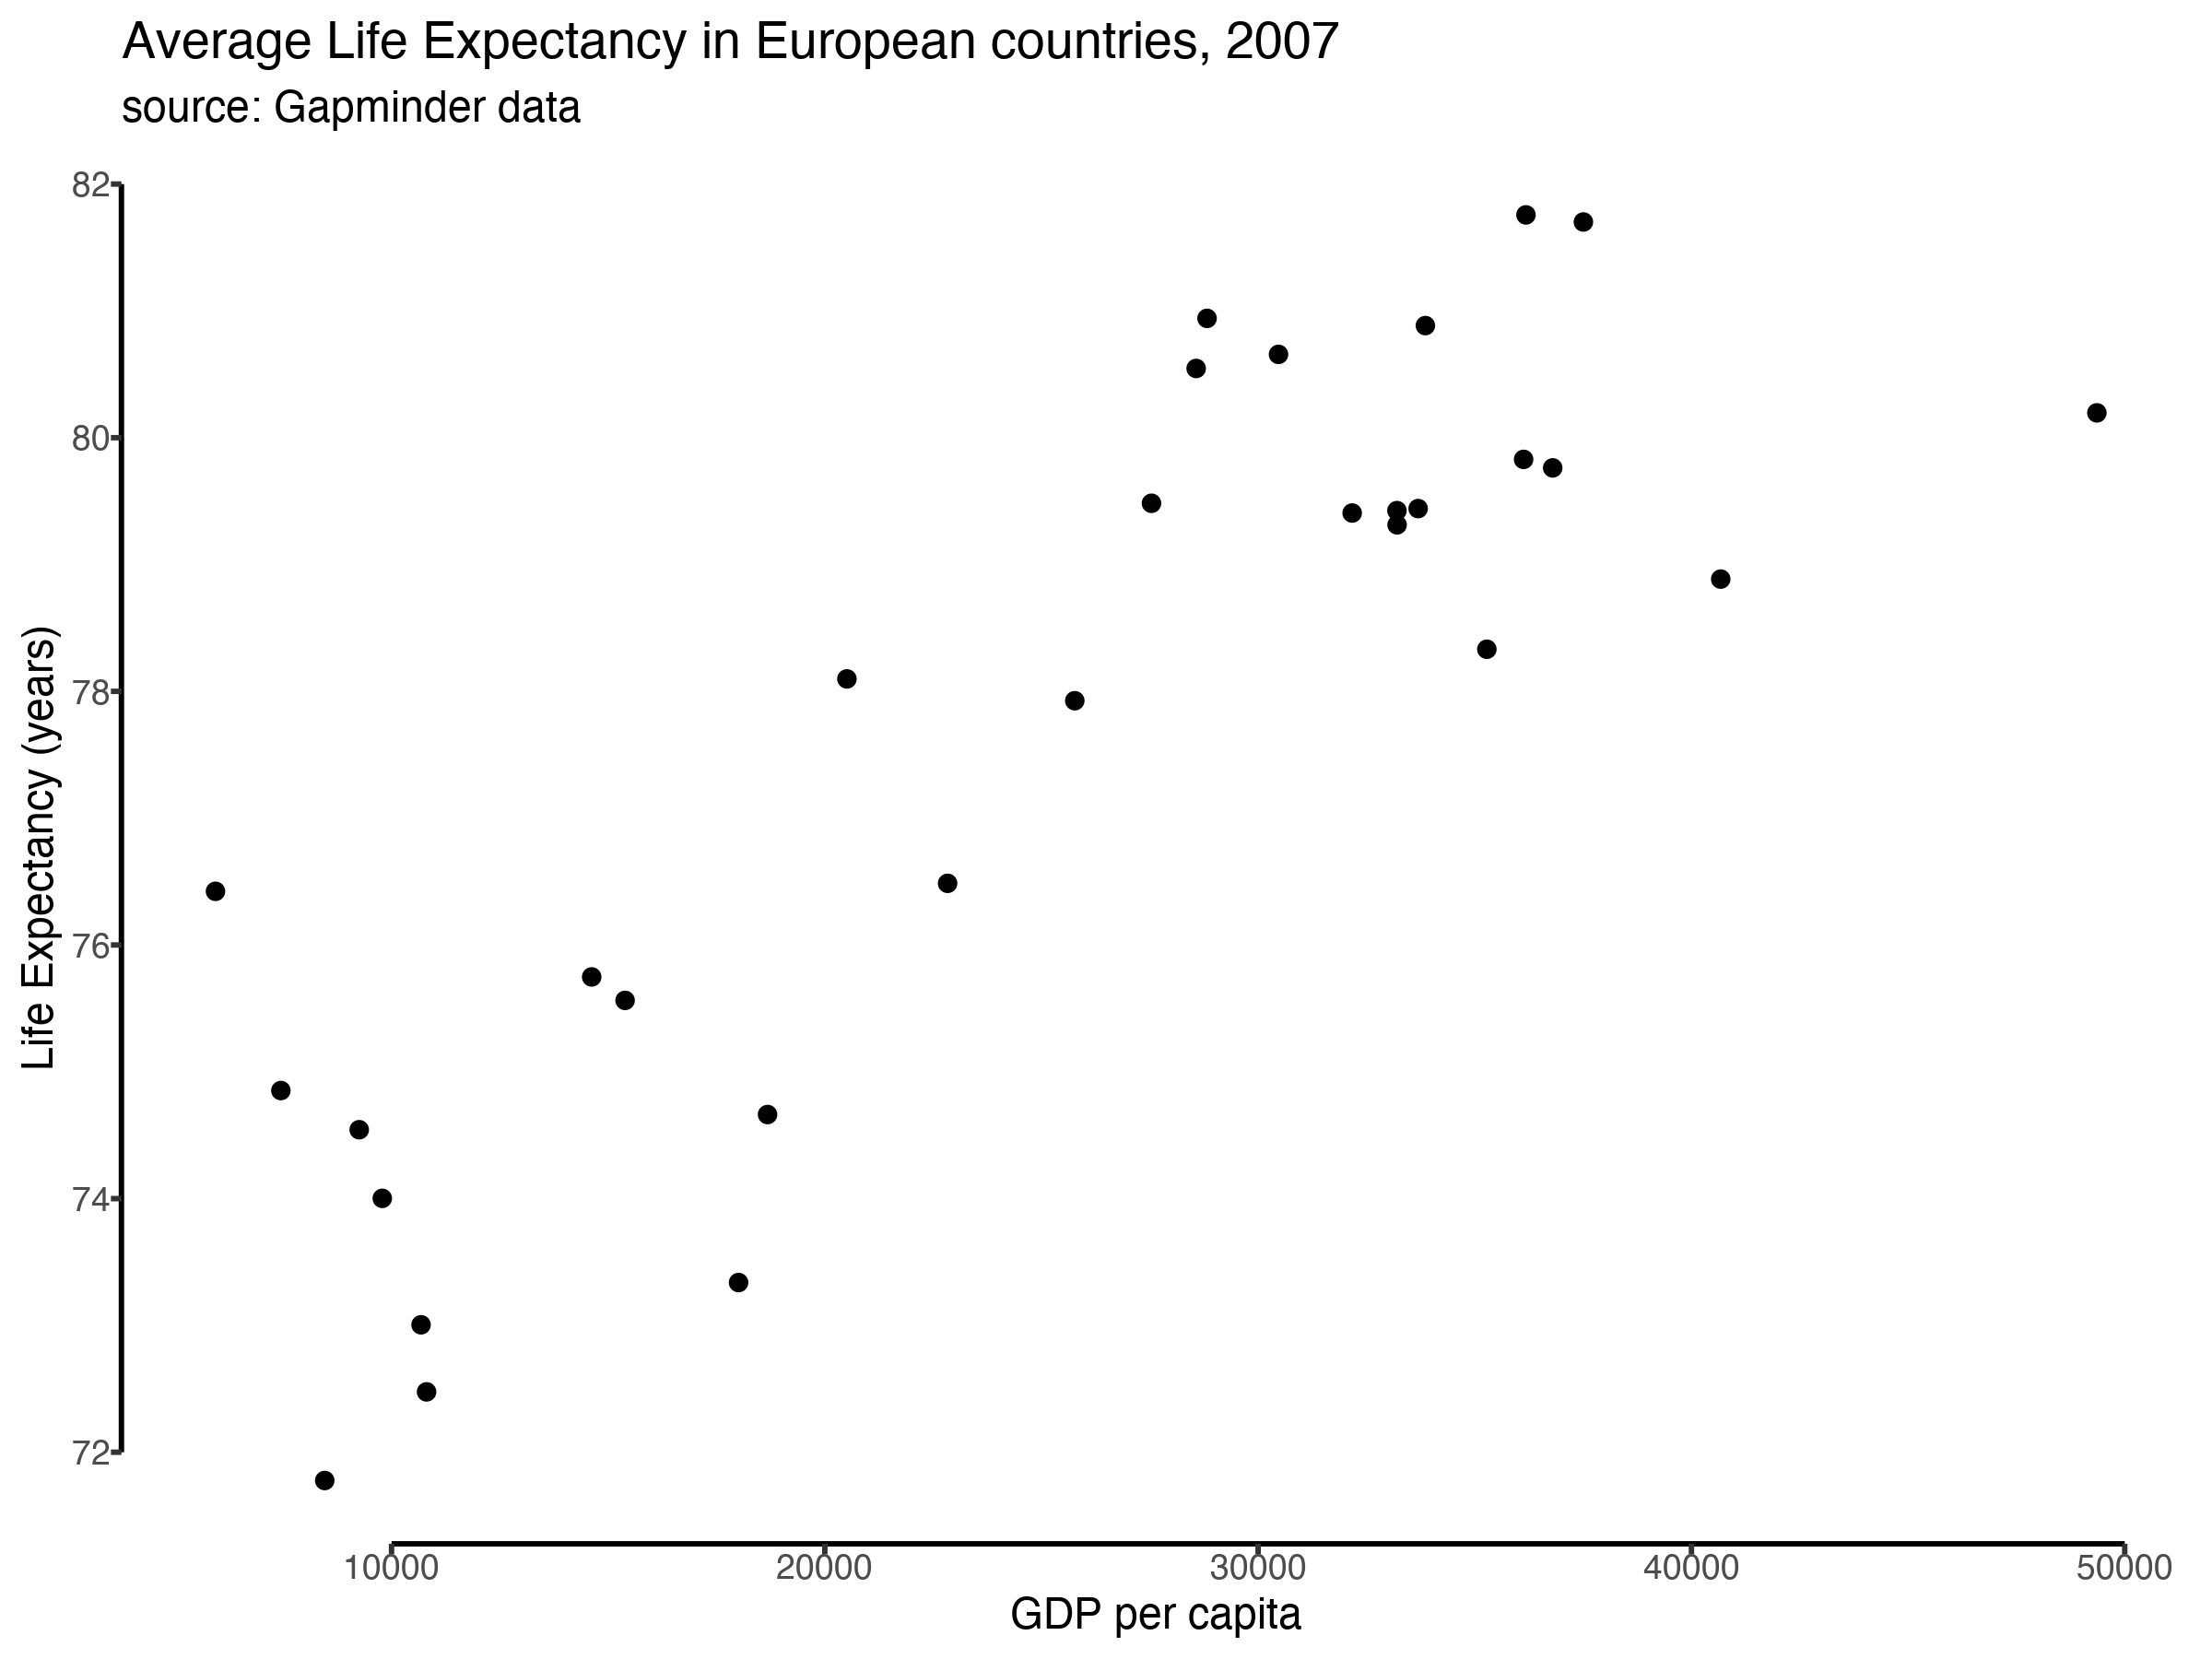 Average Life Expectancy in European countries, 2007
source: Gapminder data
82
80
78
76
74
72
Life Expectancy (years)
10000 20000 30000 40000 50000
GDP per capita